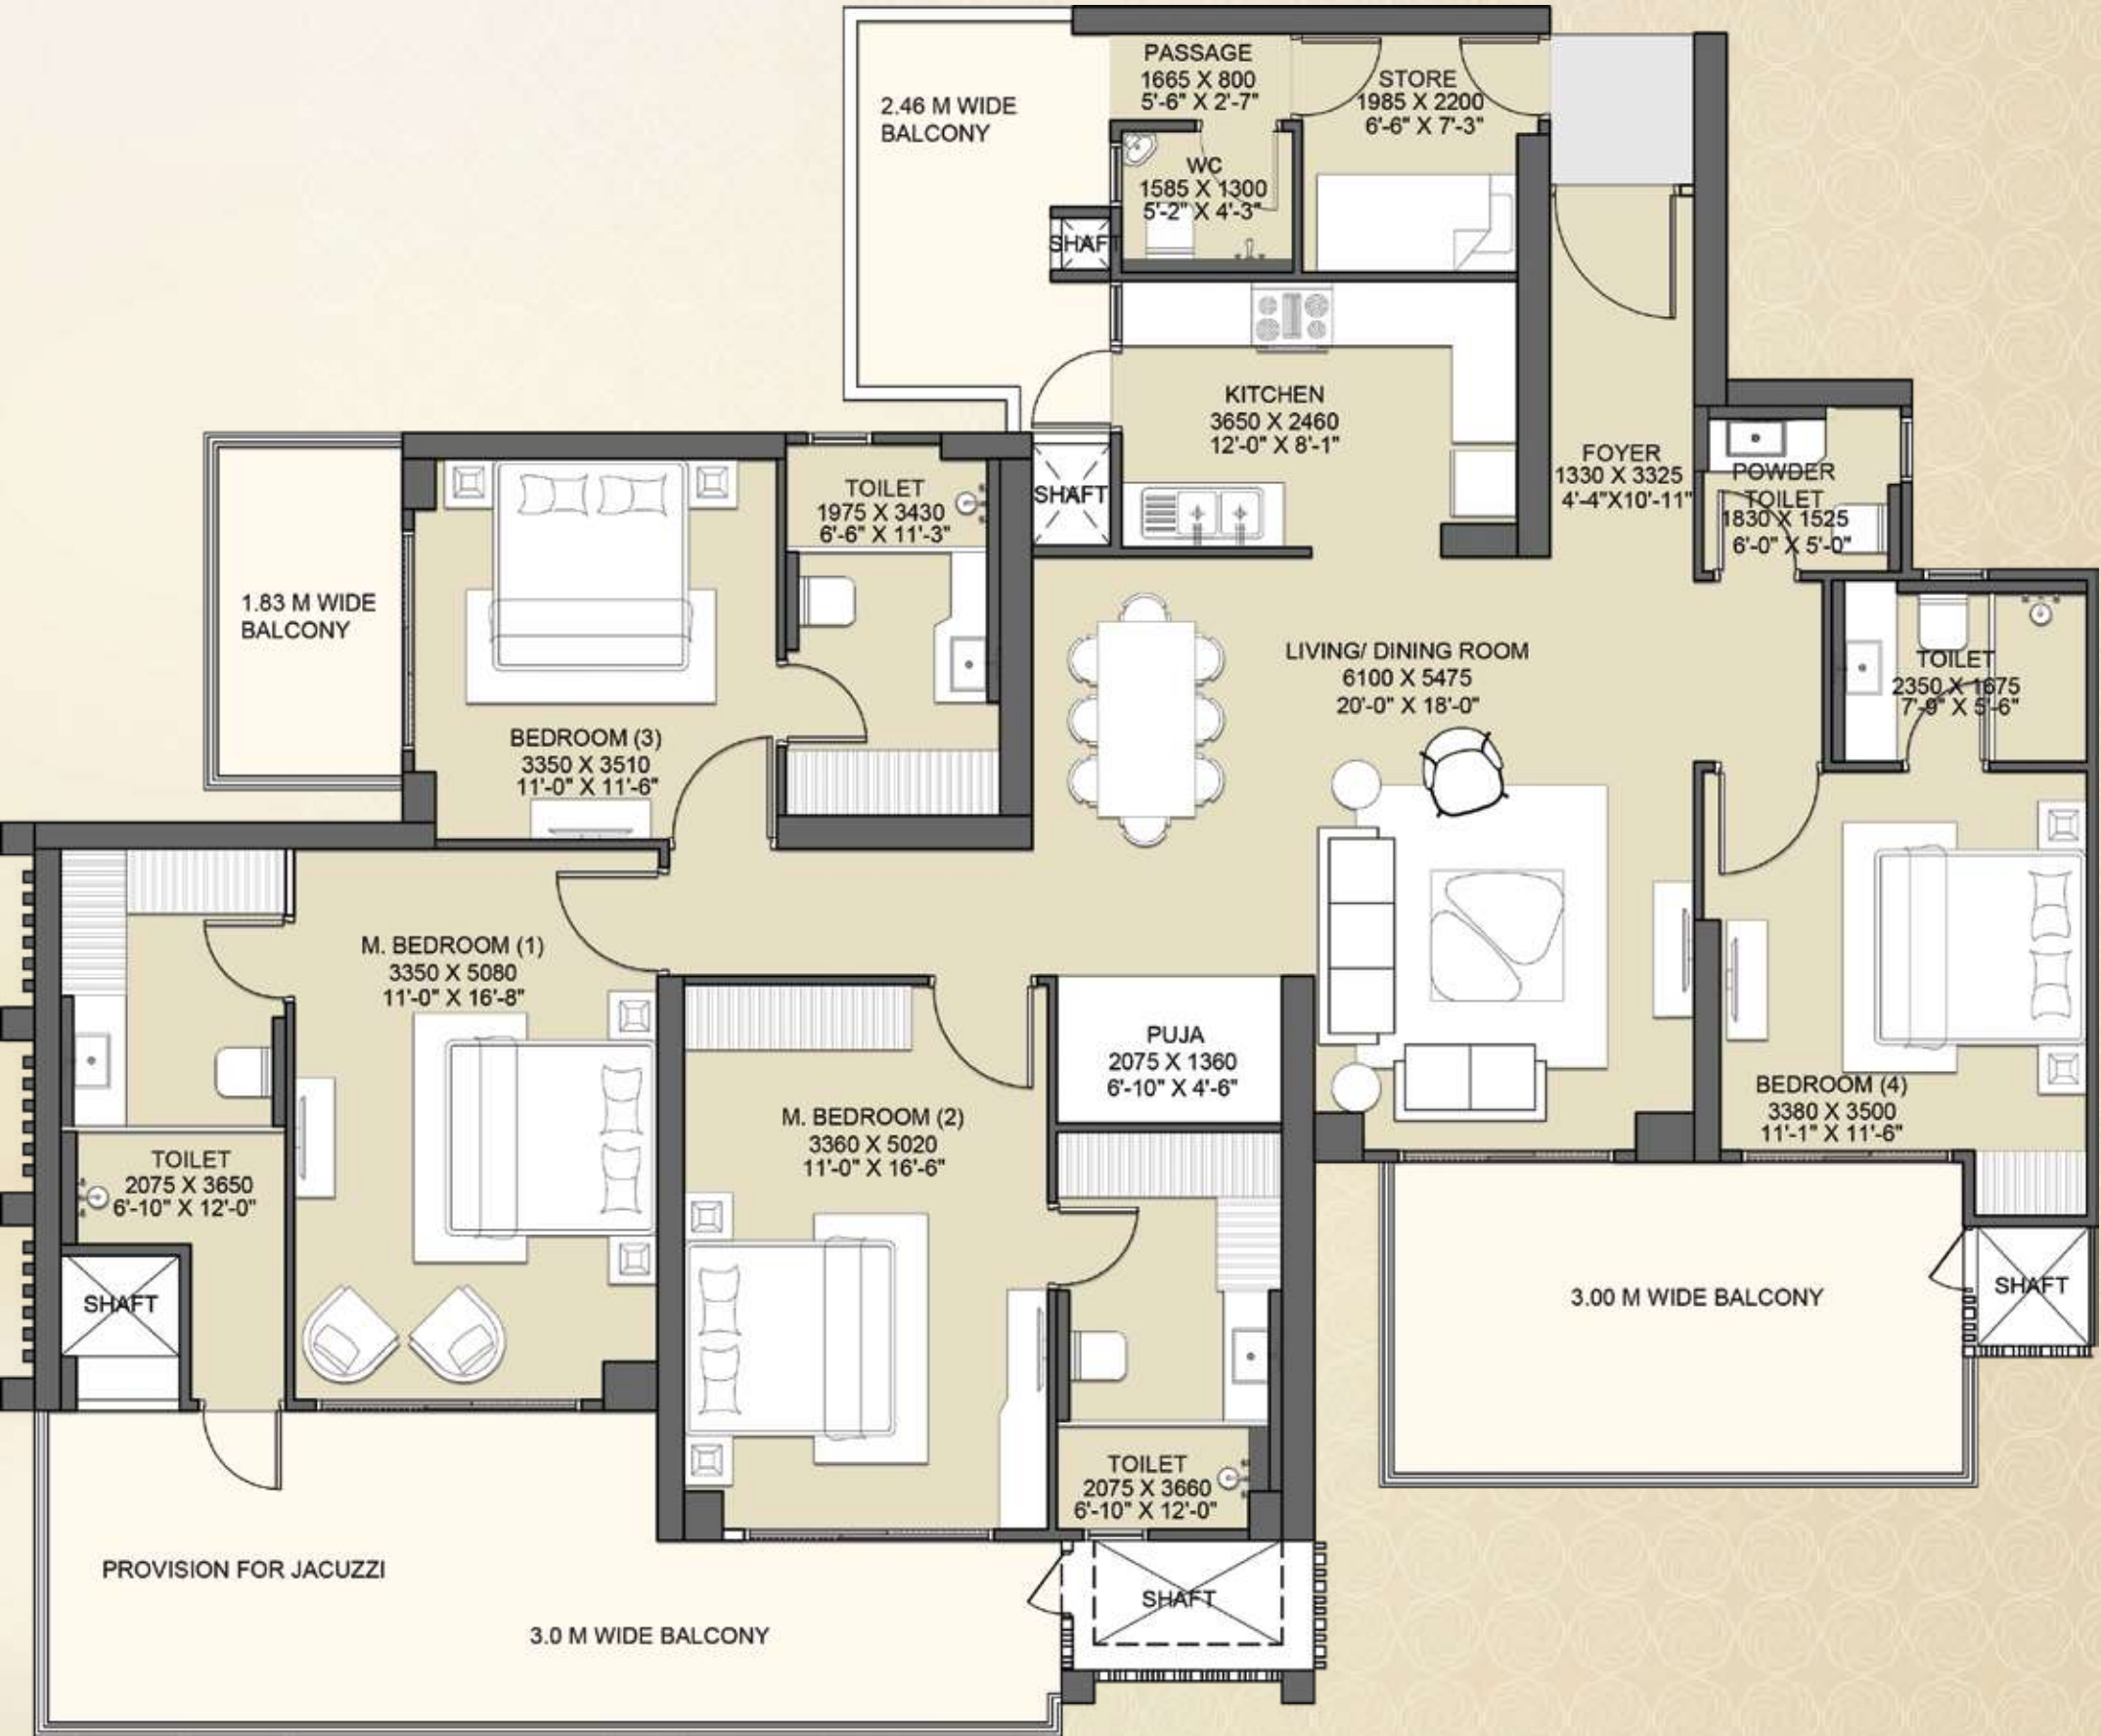 PASSAGE
1665 X 800
5'-6" X 2'-7"
STORE
1985 X 2200
6'-6" X 7'-3"
2.46 M WIDE
BALCONY
WC
1585 X 1300
5'-2" X 4'-3"
SHAFT
KITCHEN
3650 X 2460
12'-0" X 8'-1"
FOYER
1330 X 3325
4'-4"X10'-11"
POWDER
TOILET
1830 X 1525
6'-0" X 5'-0"
SHAFT
TOILET
1975 X 3430
6'-6" X 11'-3"
1.83 M WIDE
BALCONY
LIVING/ DINING ROOM
6100 X 5475
20'-0" X 18'-0"
TOILET
2350 X 1675
7'-9" X 5'-6"
BEDROOM (3)
3350 X 3510
11'-0" X 11'-6"
M. BEDROOM (1)
3350 X 5080
11'-0" X 16'-8"
PUJA
2075 X 1360
6'-10" X 4'-6"
M. BEDROOM (2)
3360 X 5020
11'-0" X 16'-6"
BEDROOM (4)
3380 X 3500
11'-1" X 11'-6"
TOILET
2075 X 3650
6'-10" X 12'-0"
SHAFT
3.00 M WIDE BALCONY
SHAFT
TOILET
2075 X 3660
6'-10" X 12'-0"
PROVISION FOR JACUZZI
SHAFT
3.0 M WIDE BALCONY